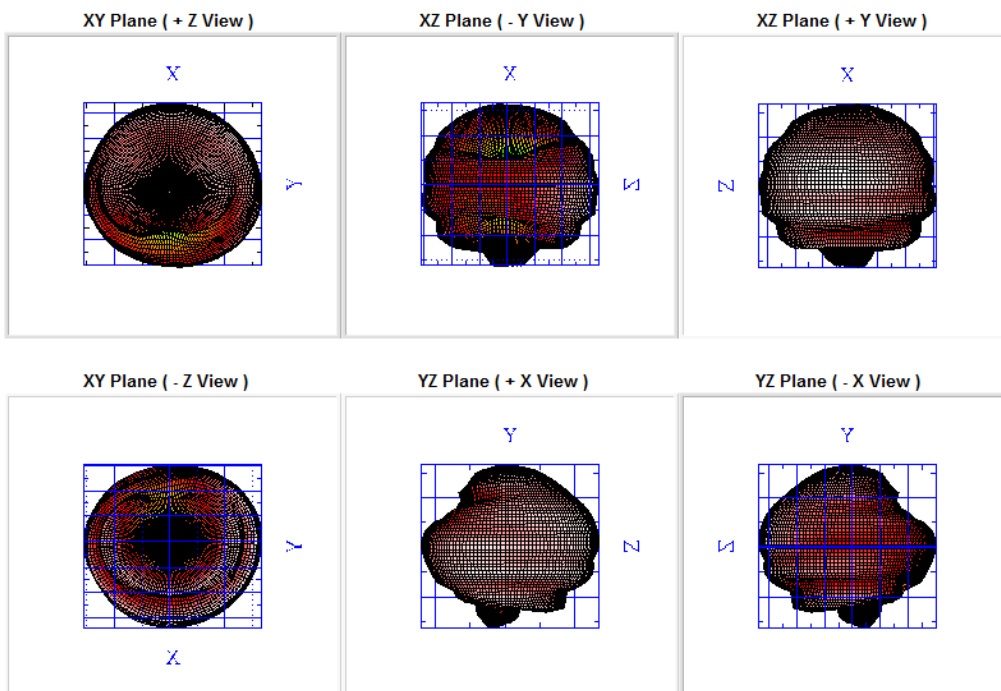 XY Plane ( + Z View )
XZ Plane ( - Y View )
XZ Plane ( + Y View )
X
X
X
Y
Z
Z
XY Plane ( - Z View )
YZ Plane ( + X View )
YZ Plane ( - X View )
Y
Y
Y
Z
Z
X